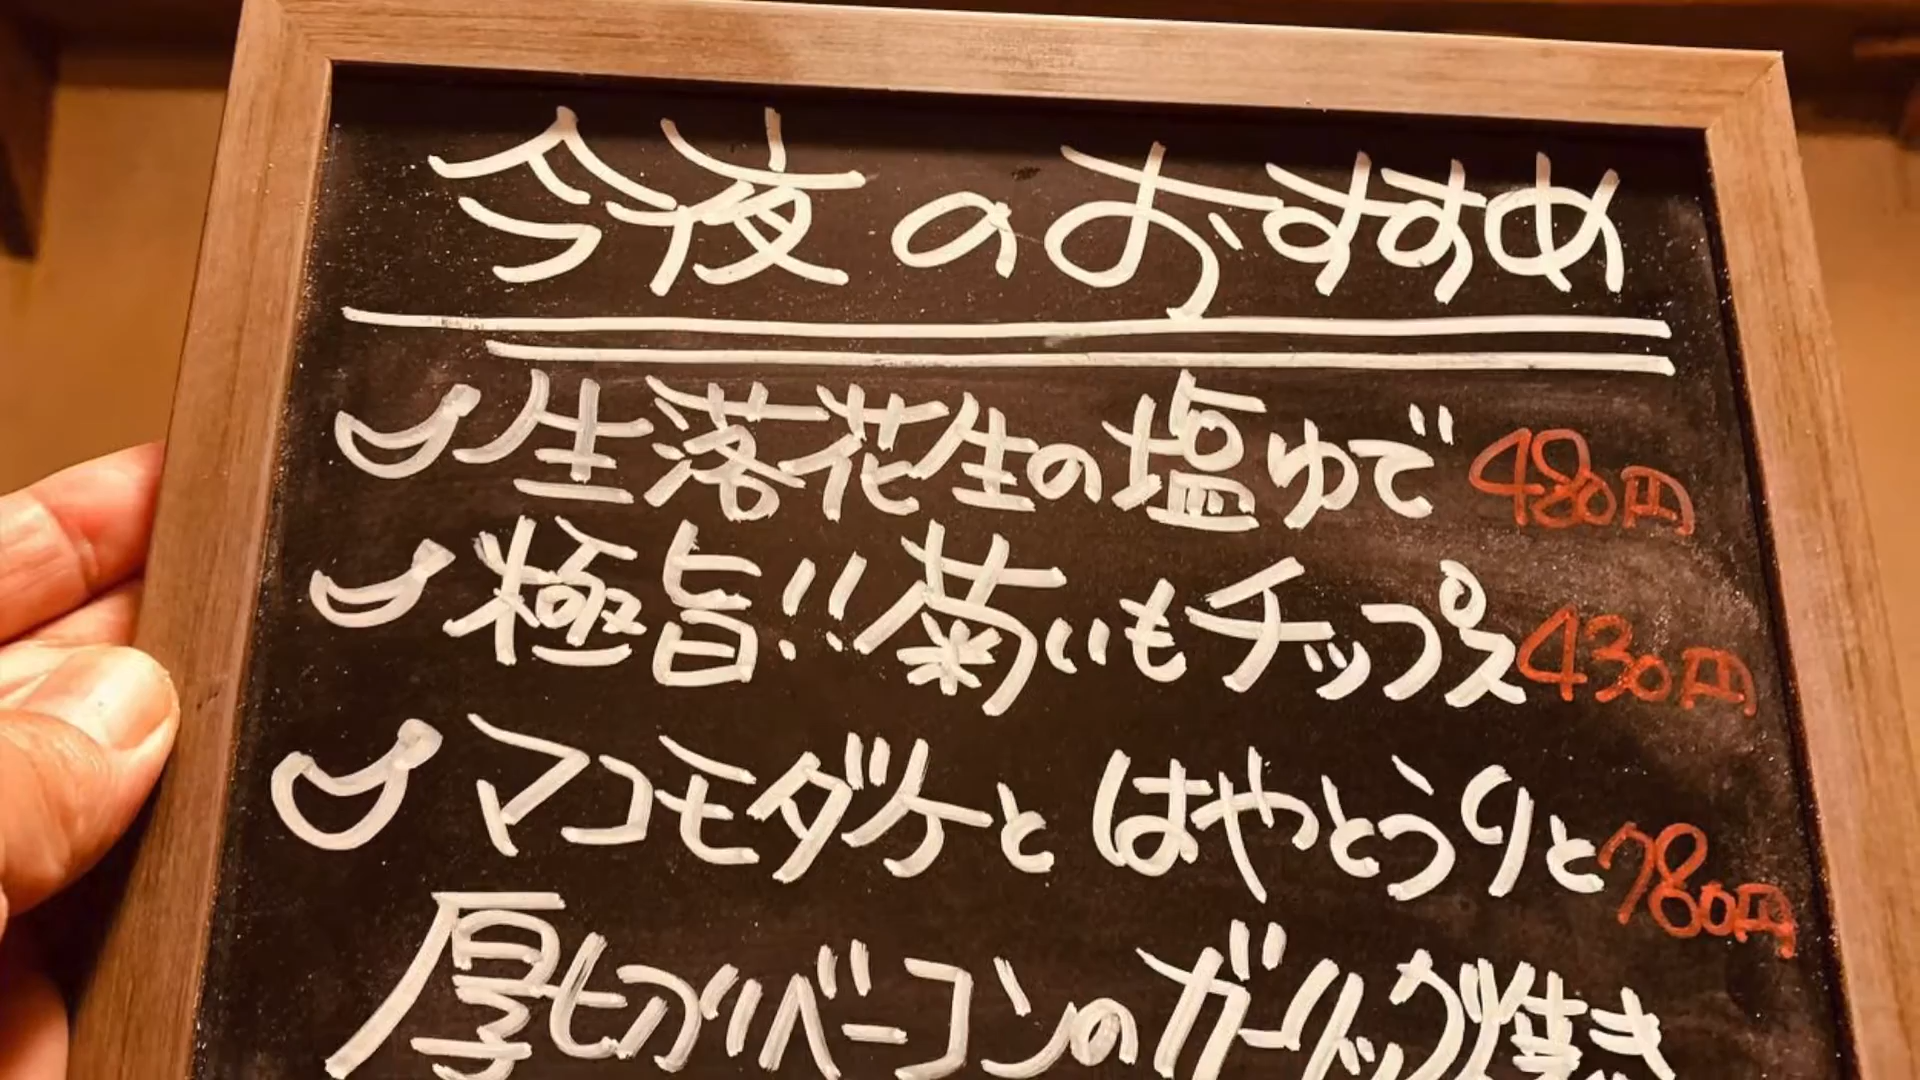 今夜のおすすめ
生落花生の塩ゆで 480円
極旨!!菊いもチップス 430円
マコモダケとはやとうりと 780円
厚切りベーコンのガーリック焼き